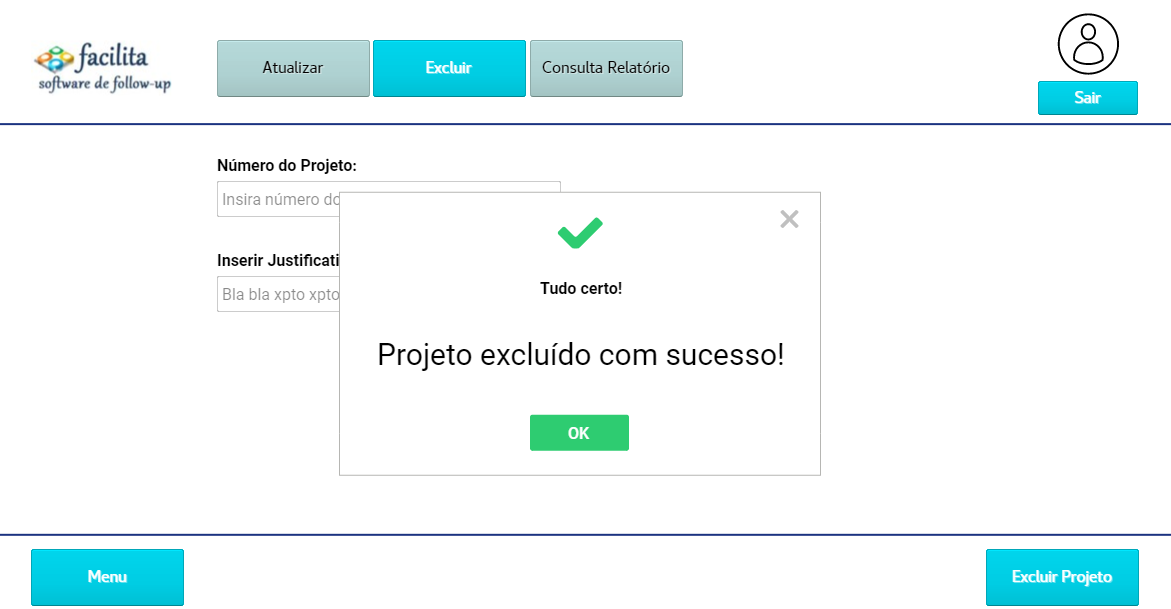 facilita
software de follow-up
Atualizar
Excluir
Consulta Relatório
Sair
Número do Projeto:
Insira número do
Inserir Justificati
Bla bla xpto xpto
Tudo certo!
Projeto excluído com sucesso!
OK
Menu
Excluir Projeto